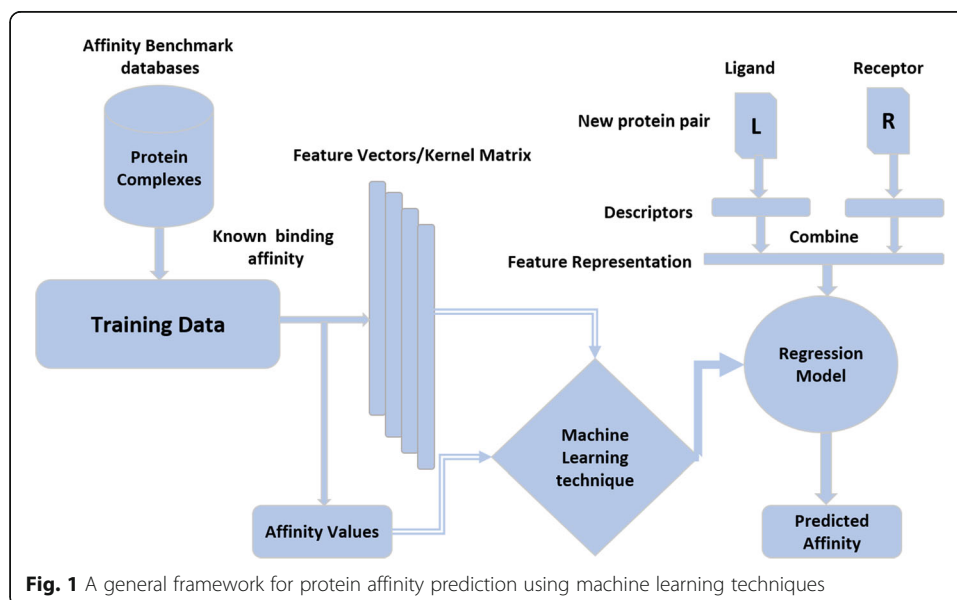 Affinity Benchmark
databases
Protein
Complexes
Known binding
affinity
Training Data
Feature Vectors/Kernel Matrix
Affinity Values
Machine
Learning
technique
Ligand
Receptor
New protein pair
L
R
Descriptors
Combine
Feature Representation
Regression
Model
Predicted
Affinity
Fig. 1 A general framework for protein affinity prediction using machine learning techniques